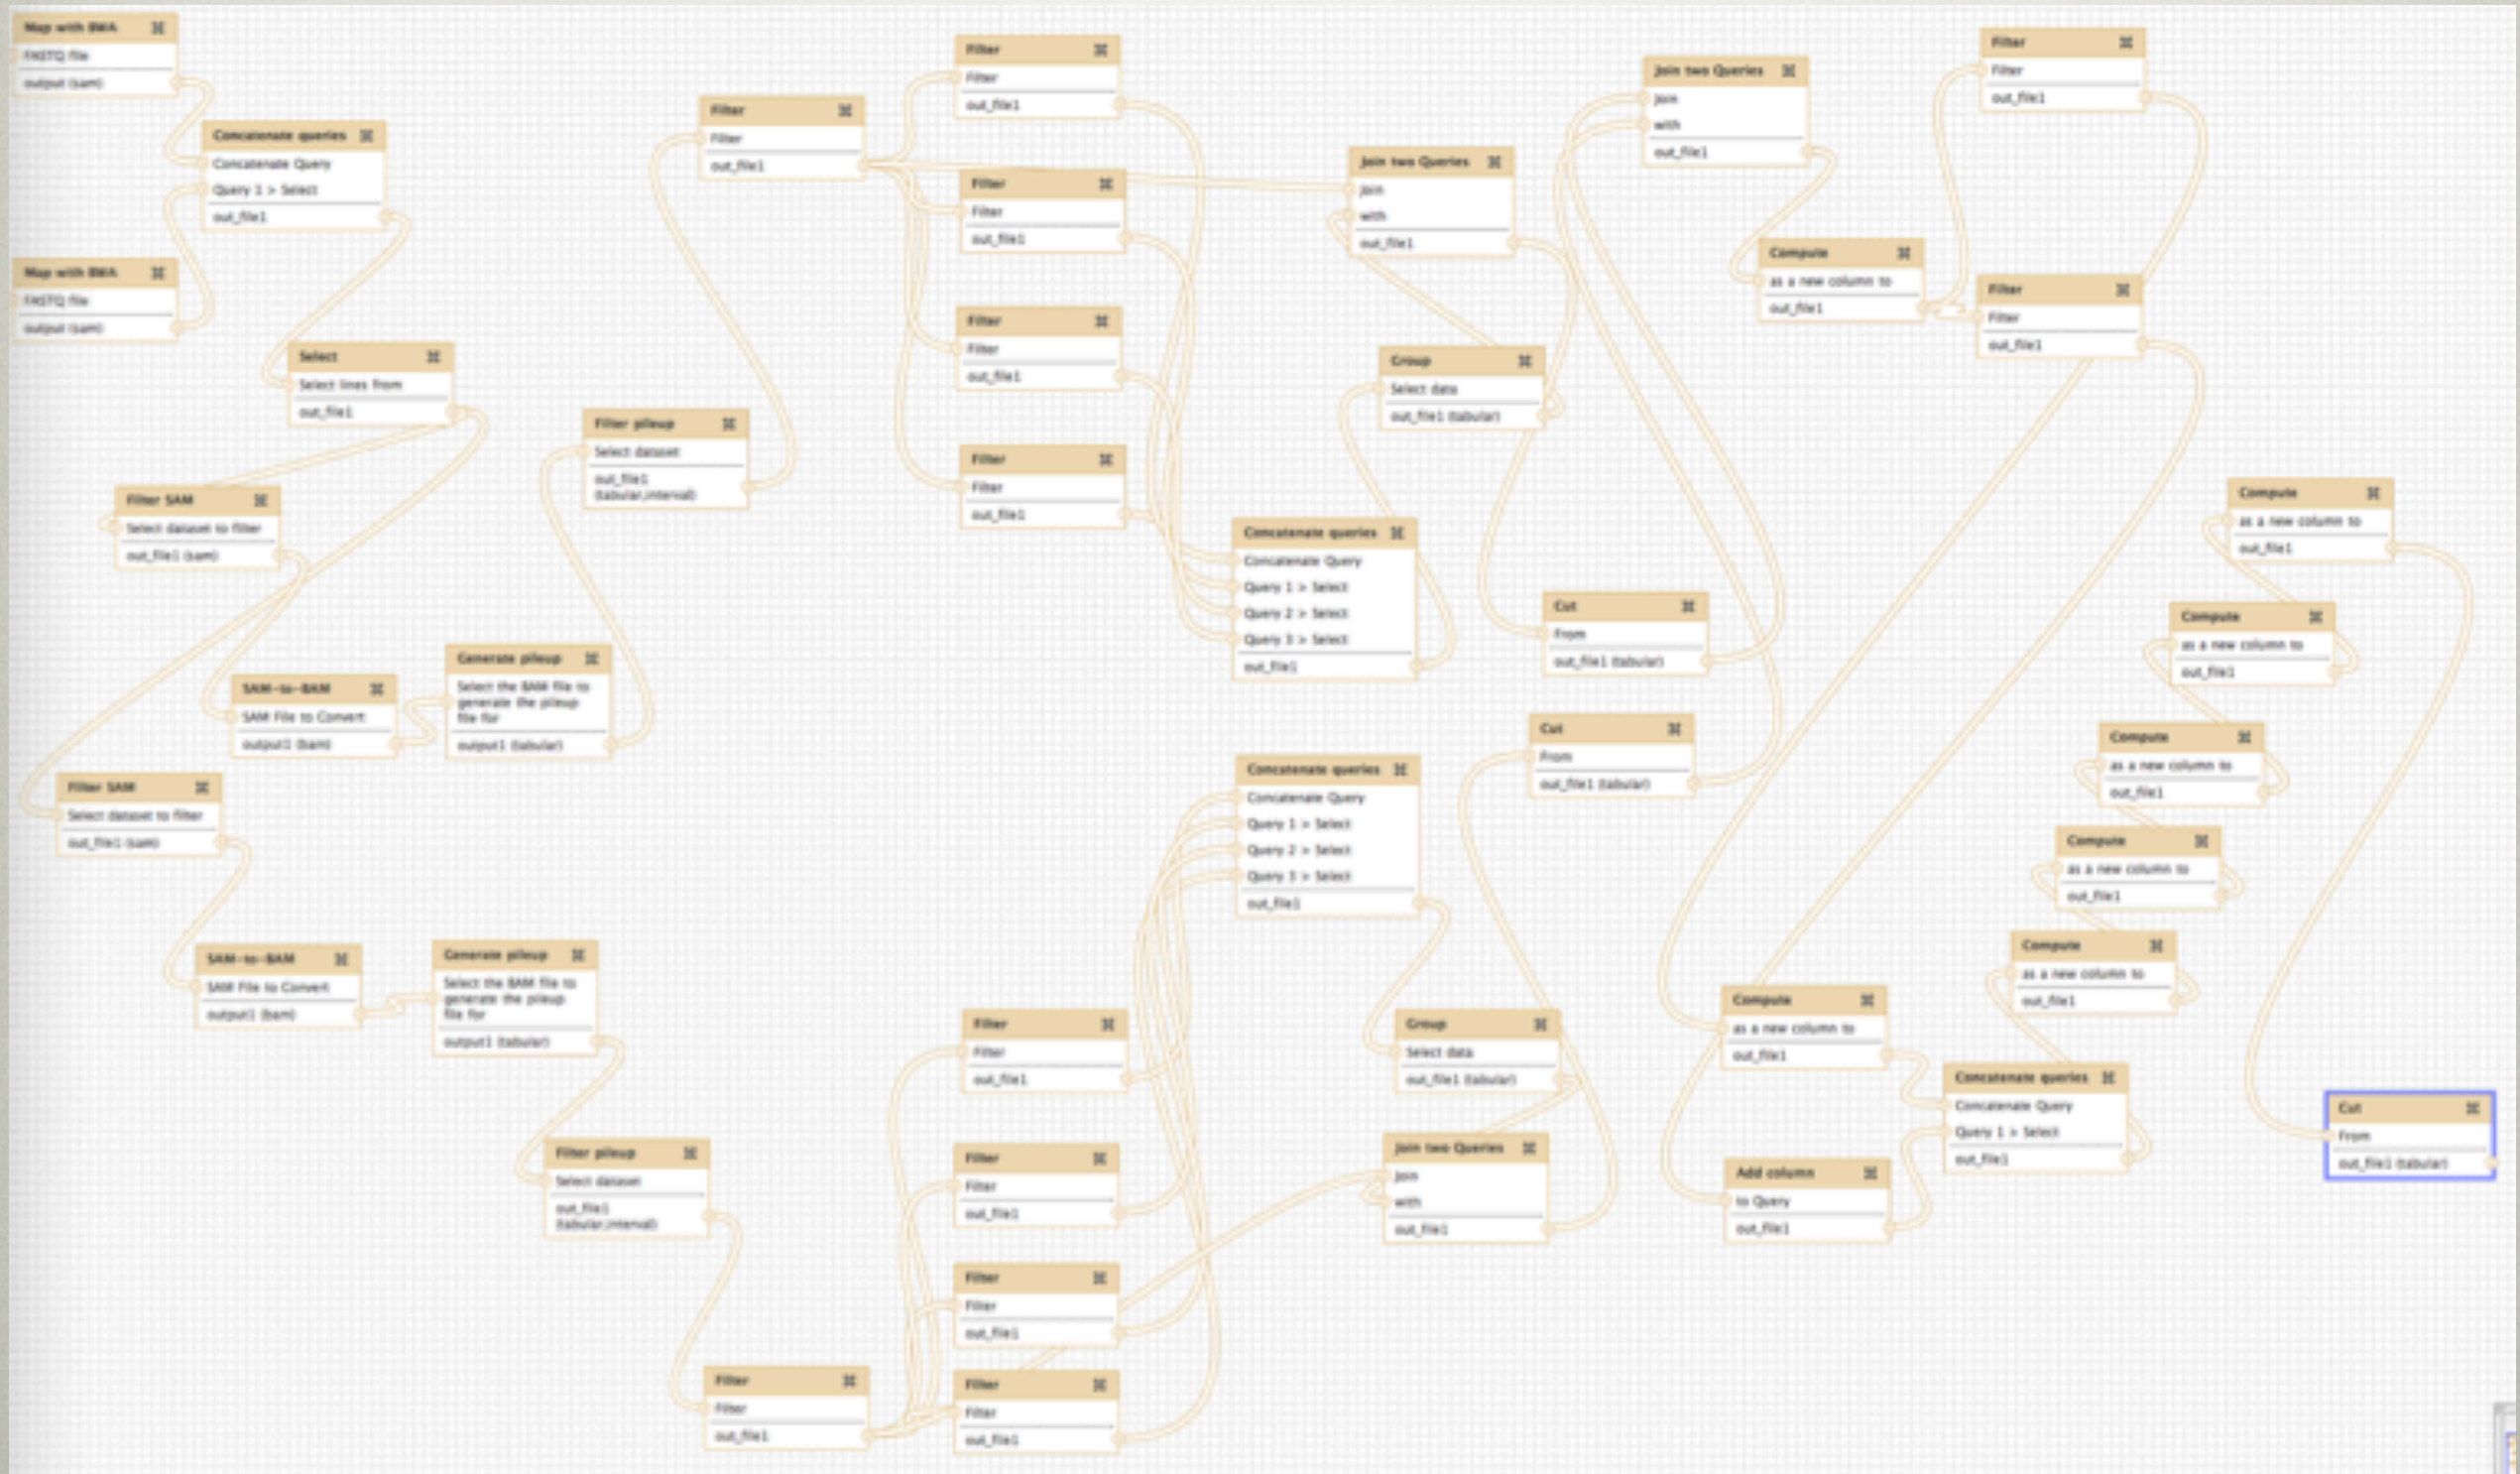 Map with BWA
FASTQ file
output (sam)
Concatenate queries
Concatenate Query
Query 1 > Select
out_file1
Map with BWA
FASTQ file
output (sam)
Select
Select lines from
out_file1
Filter SAM
Select dataset to filter
out_file1 (sam)
SAM-to-BAM
SAM File to Convert
output1 (bam)
Generate pileup
Select the BAM file to
generate the pileup
file for
output1 (tabular)
Filter pileup
Select dataset
out_file1
(tabular,interval)
Filter
Filter
out_file1
Filter SAM
Select dataset to filter
out_file1 (sam)
SAM-to-BAM
SAM File to Convert
output1 (bam)
Generate pileup
Select the BAM file to
generate the pileup
file for
output1 (tabular)
Filter pileup
Select dataset
out_file1
(tabular,interval)
Filter
Filter
out_file1
Filter
Filter
out_file1
Filter
Filter
out_file1
Filter
Filter
out_file1
Filter
Filter
out_file1
Concatenate queries
Concatenate Query
Query 1 > Select
Query 2 > Select
Query 3 > Select
out_file1
Join two Queries
Join
with
out_file1
Group
Select data
out_file1 (tabular)
Cut
From
out_file1 (tabular)
Filter
Filter
out_file1
Filter
Filter
out_file1
Filter
Filter
out_file1
Filter
Filter
out_file1
Concatenate queries
Concatenate Query
Query 1 > Select
Query 2 > Select
Query 3 > Select
out_file1
Cut
From
out_file1 (tabular)
Group
Select data
out_file1 (tabular)
Join two Queries
Join
with
out_file1
Join two Queries
Join
with
out_file1
Compute
as a new column to
out_file1
Filter
Filter
out_file1
Filter
Filter
out_file1
Compute
as a new column to
out_file1
Add column
to Query
out_file1
Concatenate queries
Concatenate Query
Query 1 > Select
out_file1
Compute
as a new column to
out_file1
Compute
as a new column to
out_file1
Compute
as a new column to
out_file1
Compute
as a new column to
out_file1
Compute
as a new column to
out_file1
Cut
From
out_file1 (tabular)